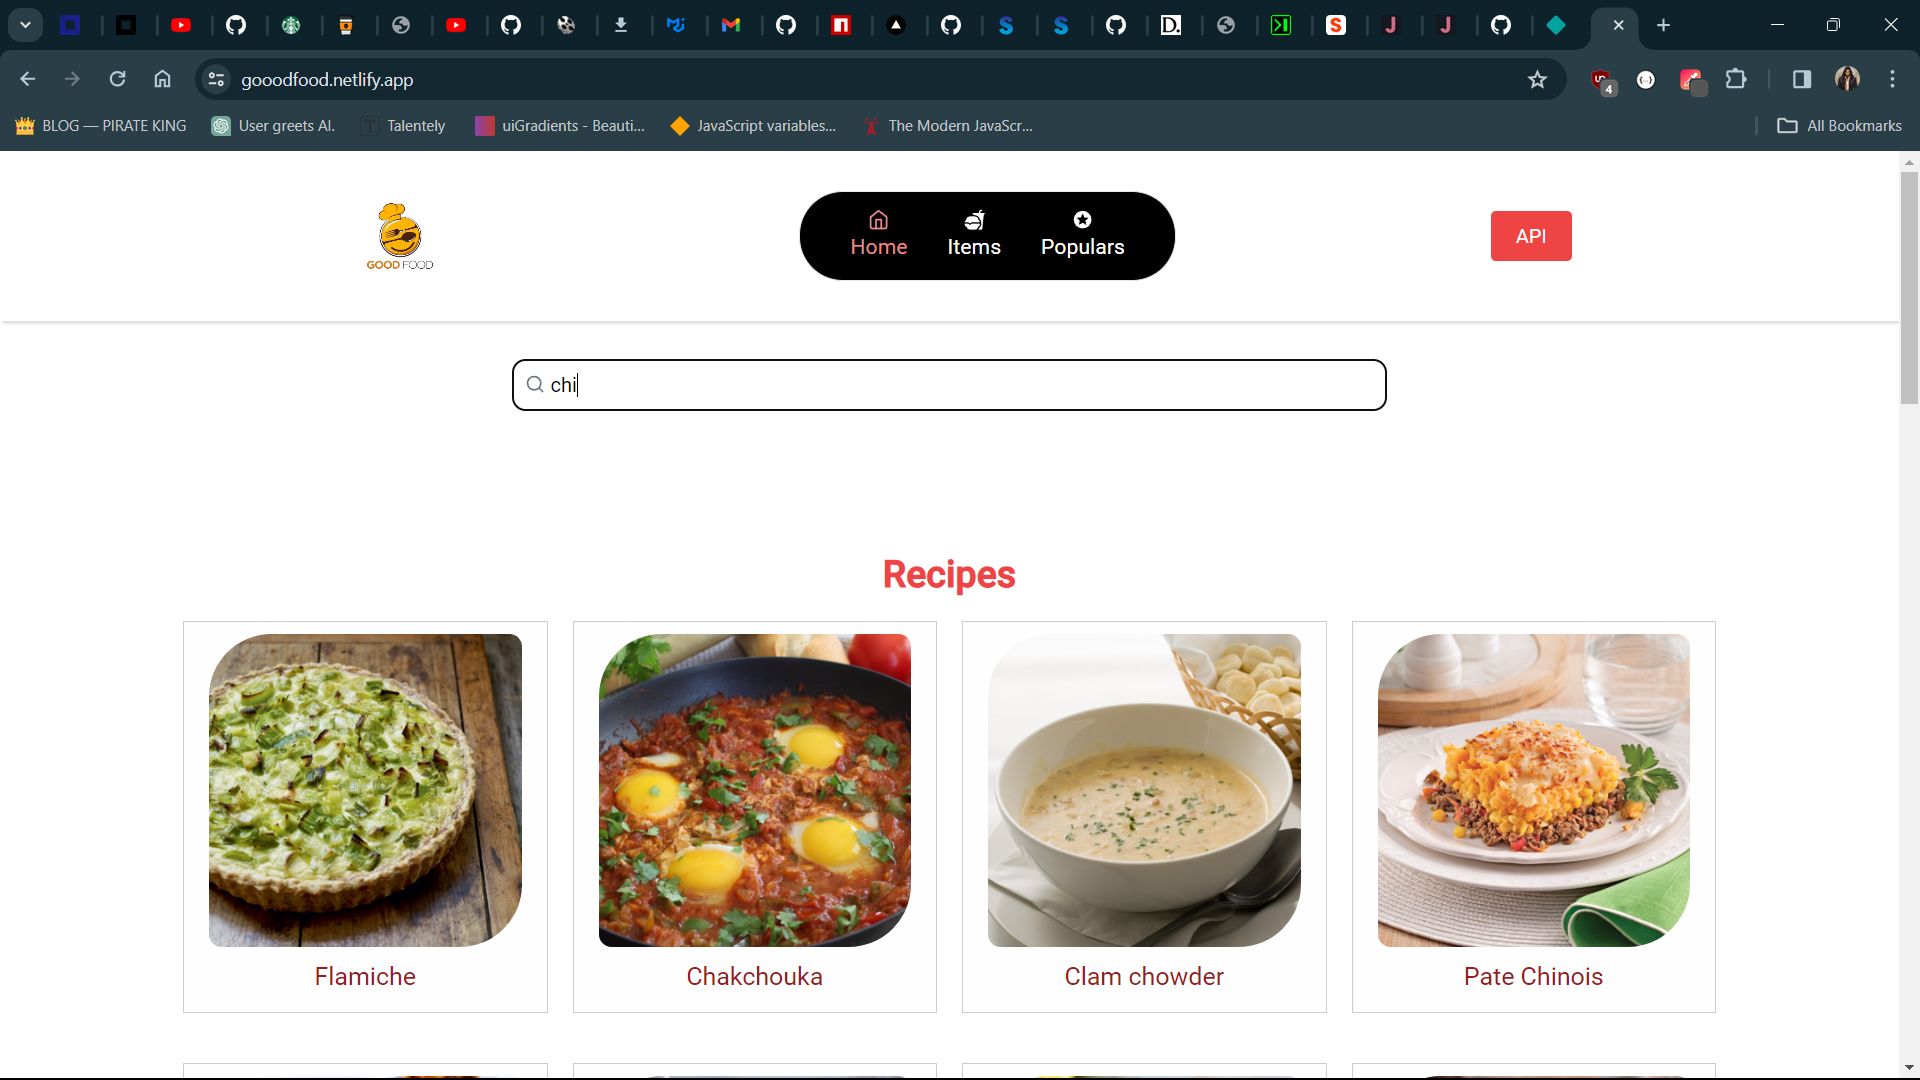 gooodfood.netlify.app
4
BLOG — PIRATE KING
User greets AI.
Talentely
uiGradients - Beauti...
JavaScript variables...
The Modern JavaScr...
All Bookmarks
GOOD FOOD
Home
Items
Populars
API
chi
Recipes
Flamiche
Chakchouka
Clam chowder
Pate Chinois